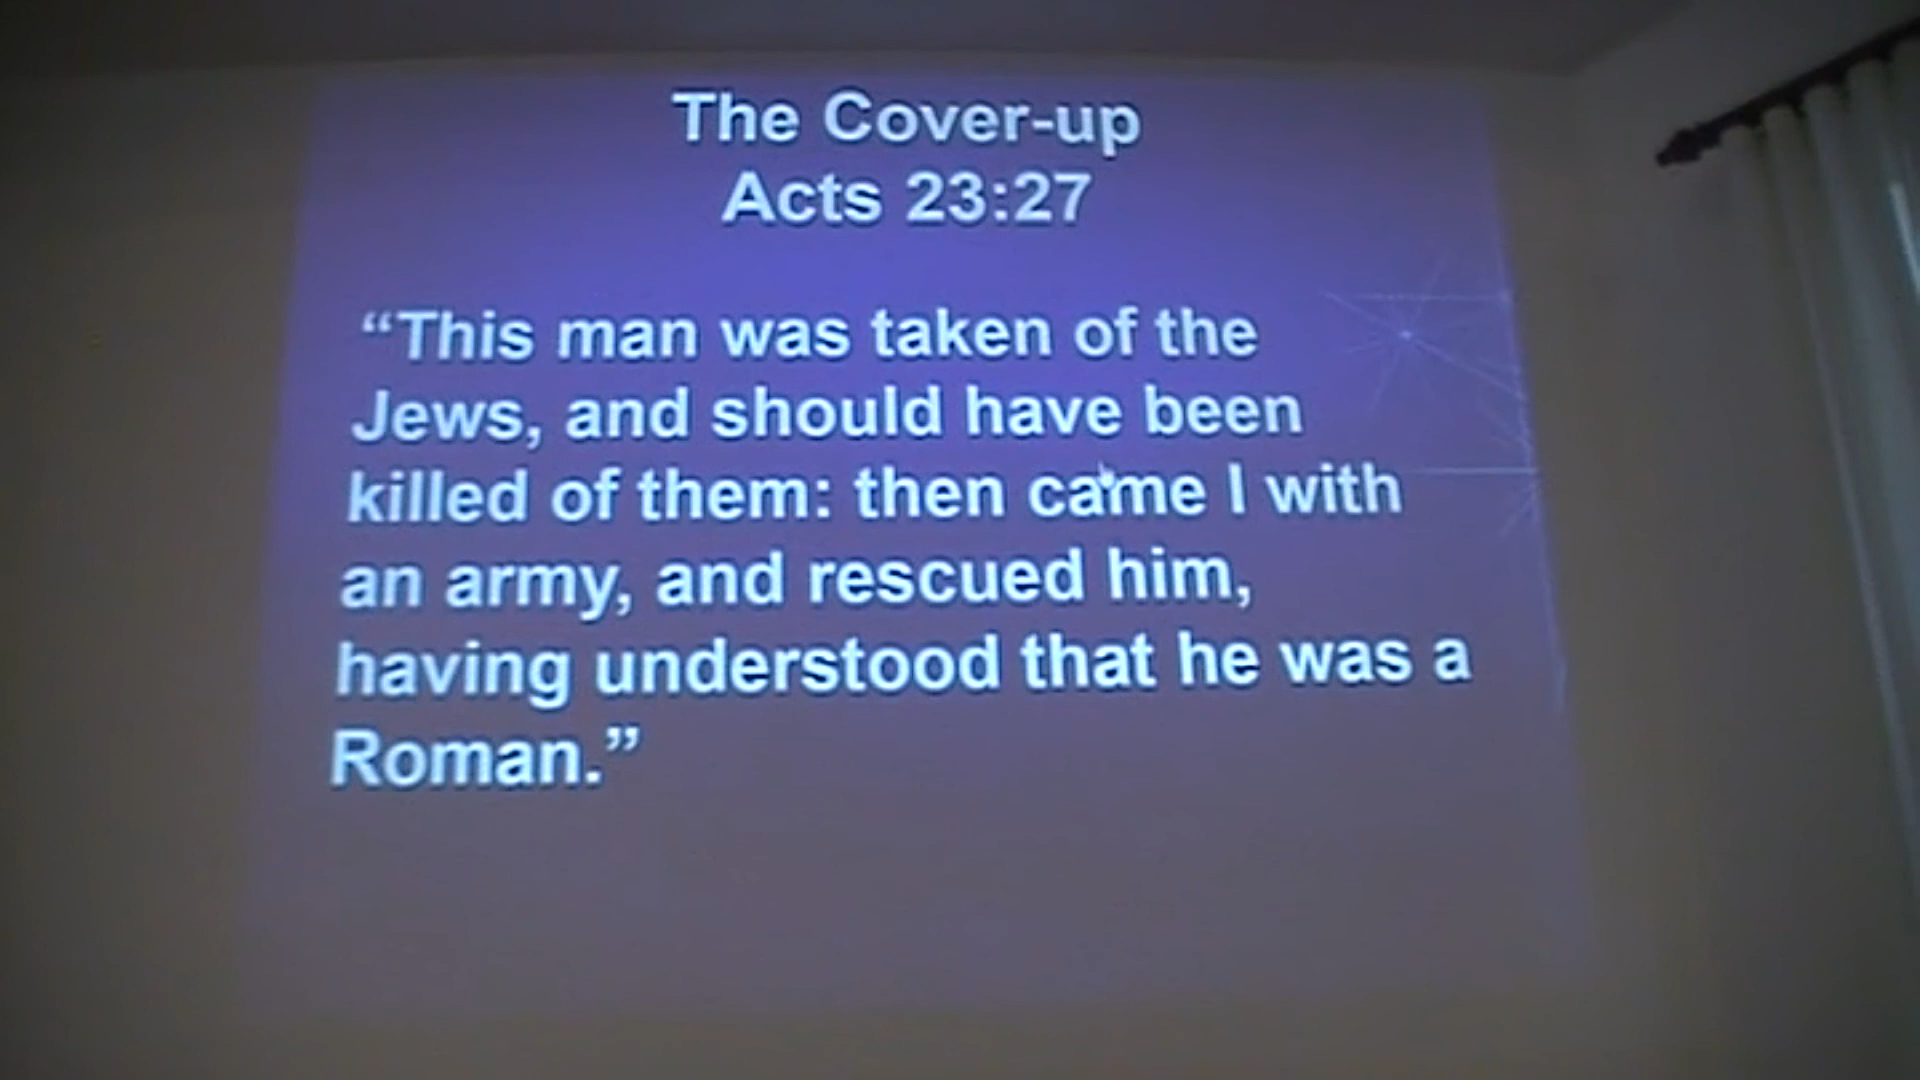 The Cover-up
Acts 23:27
“This man was taken of the
Jews, and should have been
killed of them: then came I with
an army, and rescued him,
having understood that he was a
Roman.”